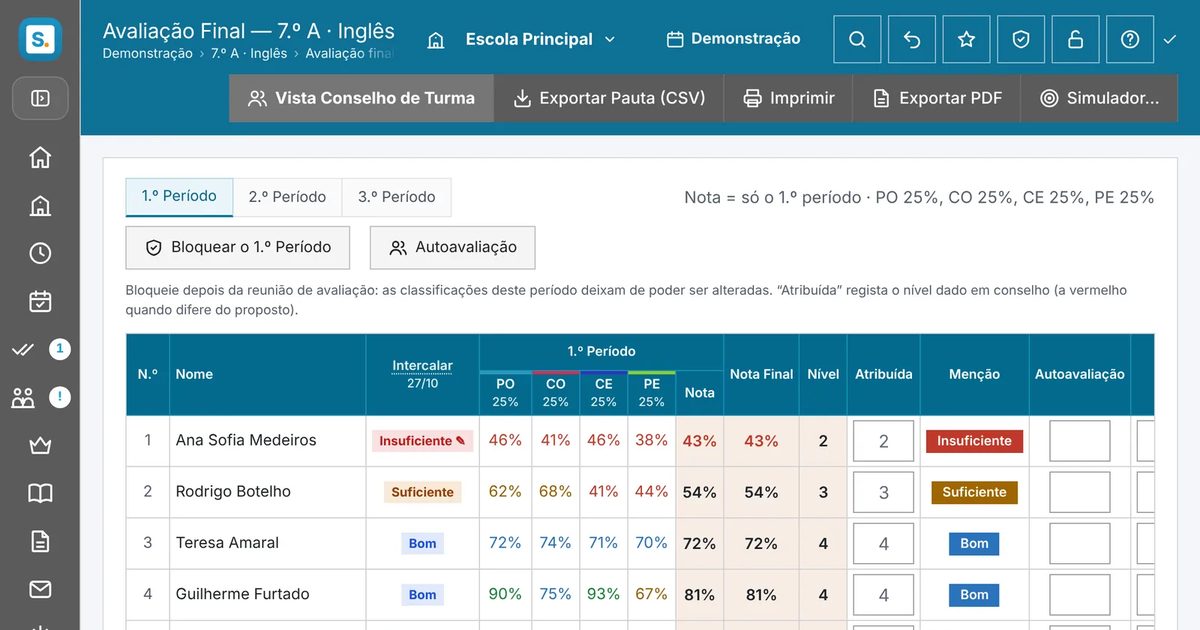 S.
Avaliação Final — 7.º A · Inglês
Demonstração › 7.º A · Inglês › Avaliação final
Escola Principal
Demonstração
Vista Conselho de Turma
Exportar Pauta (CSV)
Imprimir
Exportar PDF
Simulador...
1
!
1.º Período
2.º Período
3.º Período
Nota = só o 1.º período · PO 25%, CO 25%, CE 25%, PE 25%
Bloquear o 1.º Período
Autoavaliação
Bloqueie depois da reunião de avaliação: as classificações deste período deixam de poder ser alteradas. “Atribuída” regista o nível dado em conselho (a vermelho
quando difere do proposto).
N.º Nome Intercalar 27/10 1.º Período PO 25% CO 25% CE 25% PE 25% Nota Nota Final Nível Atribuída Menção Autoavaliação
1 Ana Sofia Medeiros Insuficiente ✎ 46% 41% 46% 38% 43% 43% 2 2 Insuficiente
2 Rodrigo Botelho Suficiente 62% 68% 41% 44% 54% 54% 3 3 Suficiente
3 Teresa Amaral Bom 72% 74% 71% 70% 72% 72% 4 4 Bom
4 Guilherme Furtado Bom 90% 75% 93% 67% 81% 81% 4 4 Bom